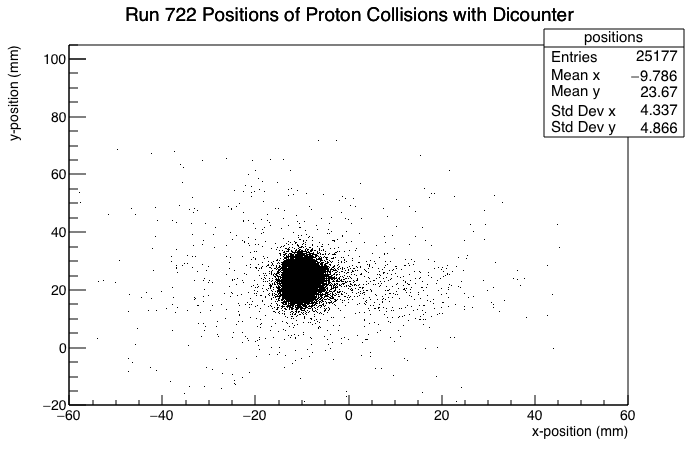 Run 722 Positions of Proton Collisions with Dicounter
positions
Entries 25177
Mean x −9.786
Mean y 23.67
Std Dev x 4.337
Std Dev y 4.866
y-position (mm)
100
80
60
40
20
0
−20
−60 −40 −20 0 20 40 60
x-position (mm)